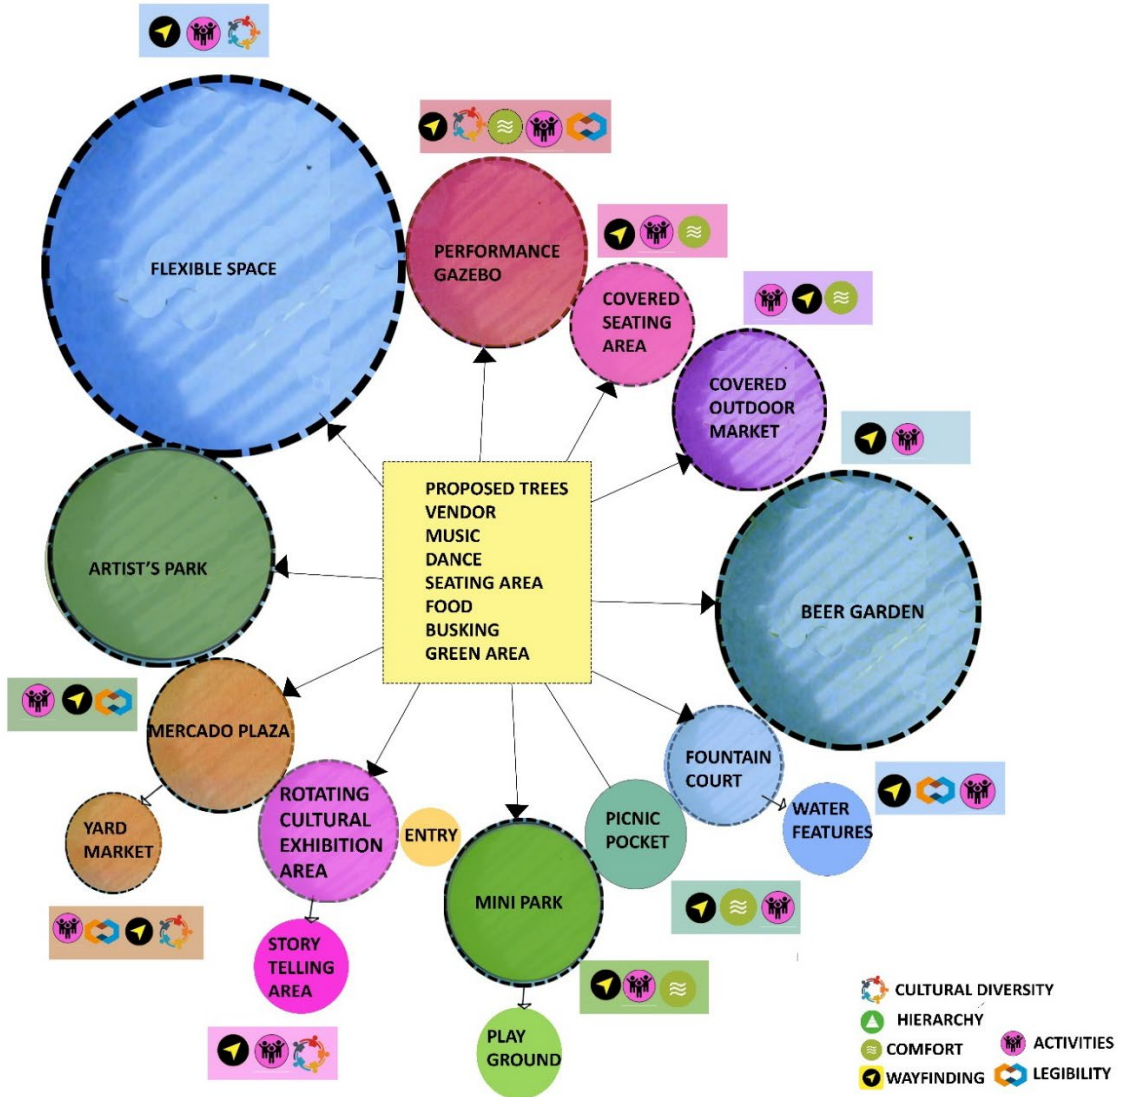 FLEXIBLE SPACE
PERFORMANCE
GAZEBO
COVERED
SEATING
AREA
COVERED
OUTDOOR
MARKET
PROPOSED TREES
VENDOR
MUSIC
DANCE
SEATING AREA
FOOD
BUSKING
GREEN AREA
ARTIST'S PARK
BEER GARDEN
MERCADO PLAZA
FOUNTAIN
COURT
YARD
MARKET
ROTATING
CULTURAL
EXHIBITION
AREA
ENTRY
PICNIC
POCKET
WATER
FEATURES
MINI PARK
STORY
TELLING
AREA
PLAY
GROUND
CULTURAL DIVERSITY
HIERARCHY
COMFORT
ACTIVITIES
WAYFINDING
LEGIBILITY